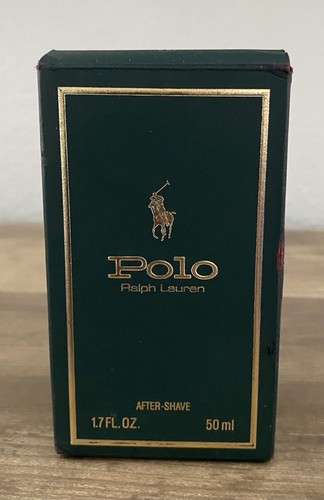 Polo
Ralph Lauren
AFTER-SHAVE
1.7 FL. OZ. 50 ml